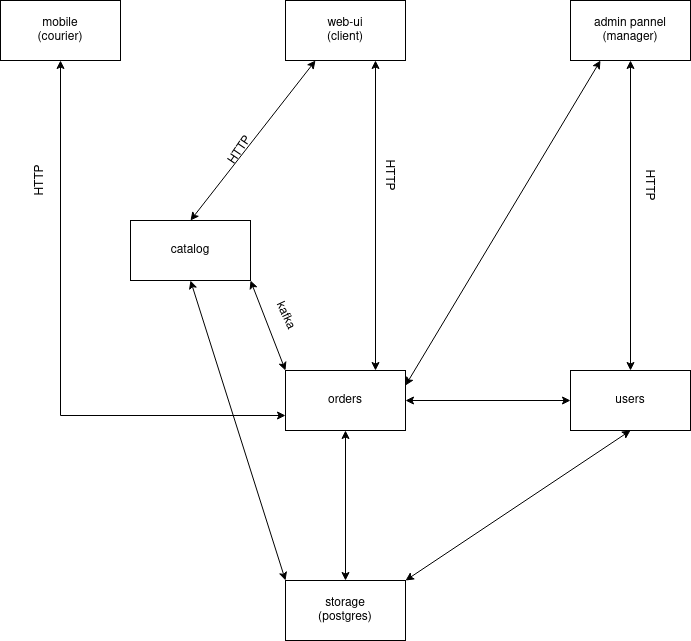 mobile
(courier)
web-ui
(client)
admin pannel
(manager)
HTTP
HTTP
HTTP
HTTP
catalog
kafka
orders
users
storage
(postgres)